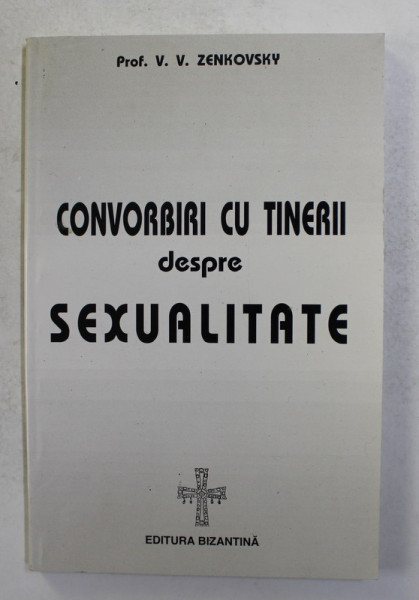 Prof. V. V. ZENKOVSKY
CONVORBIRI CU TINERII
despre
SEXUALITATE
EDITURA BIZANTINĂ